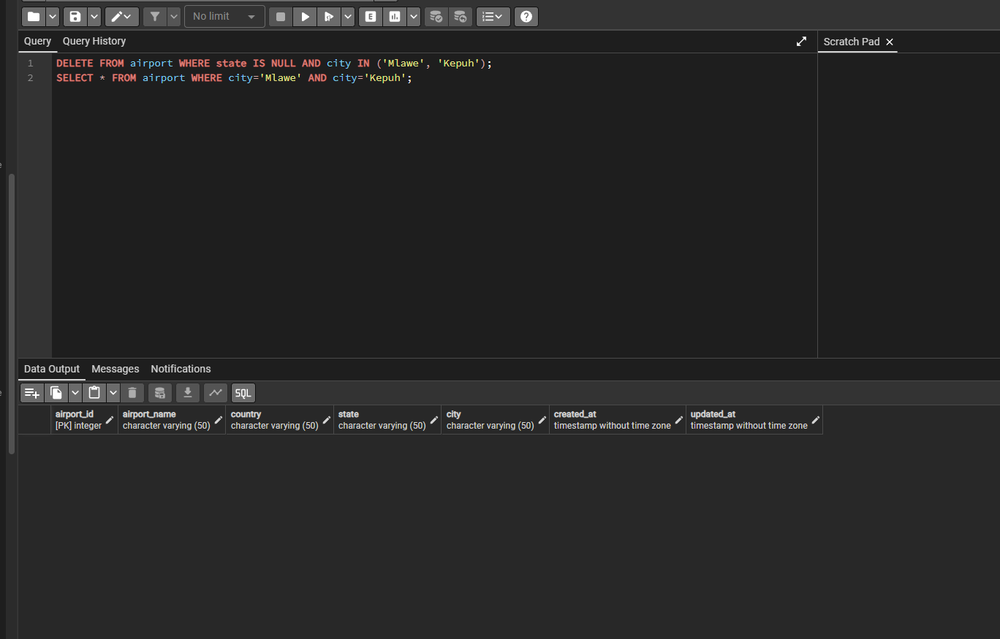 No limit
E
Query Query History
Scratch Pad
1 DELETE FROM airport WHERE state IS NULL AND city IN ('Mlawe', 'Kepuh');
2 SELECT * FROM airport WHERE city='Mlawe' AND city='Kepuh';
Data Output Messages Notifications
SQL
airport_id airport_name country state city created_at updated_at
[PK] integer character varying (50) character varying (50) character varying (50) character varying (50) timestamp without time zone timestamp without time zone